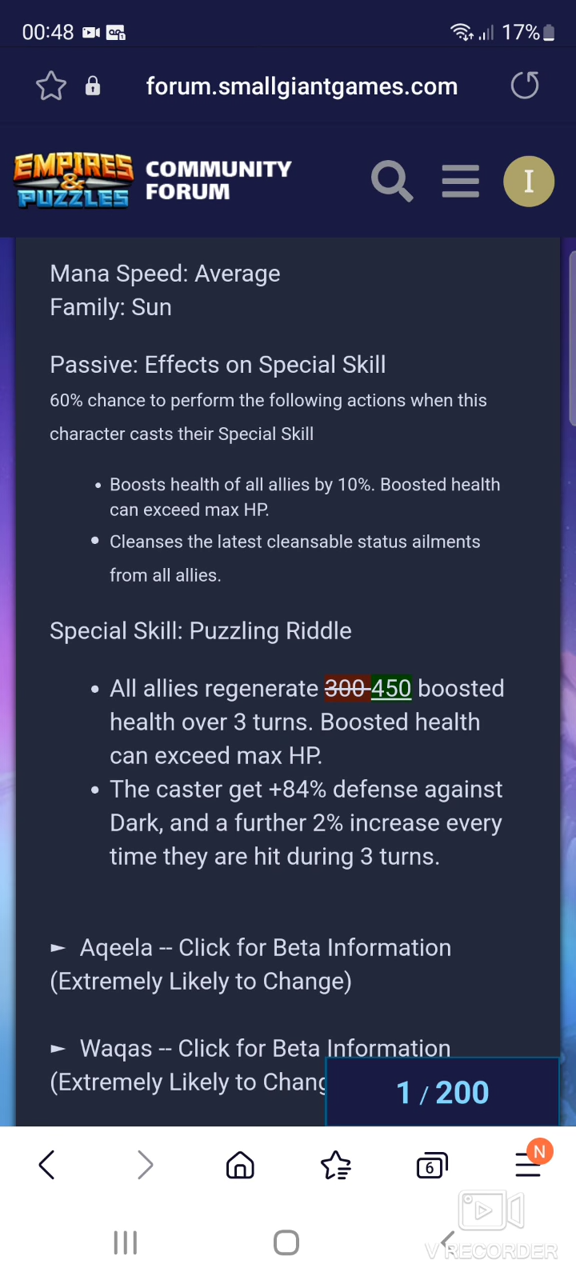 00:48
17%
forum.smallgiantgames.com
EMPIRES & PUZZLES
COMMUNITY FORUM
I
Mana Speed: Average
Family: Sun
Passive: Effects on Special Skill
60% chance to perform the following actions when this
character casts their Special Skill
• Boosts health of all allies by 10%. Boosted health
can exceed max HP.
• Cleanses the latest cleansable status ailments
from all allies.
Special Skill: Puzzling Riddle
• All allies regenerate 300 450 boosted
health over 3 turns. Boosted health
can exceed max HP.
• The caster get +84% defense against
Dark, and a further 2% increase every
time they are hit during 3 turns.
► Aqeela -- Click for Beta Information
(Extremely Likely to Change)
► Waqas -- Click for Beta Information
(Extremely Likely to Chang
1 / 200
6
N
V RECORDER